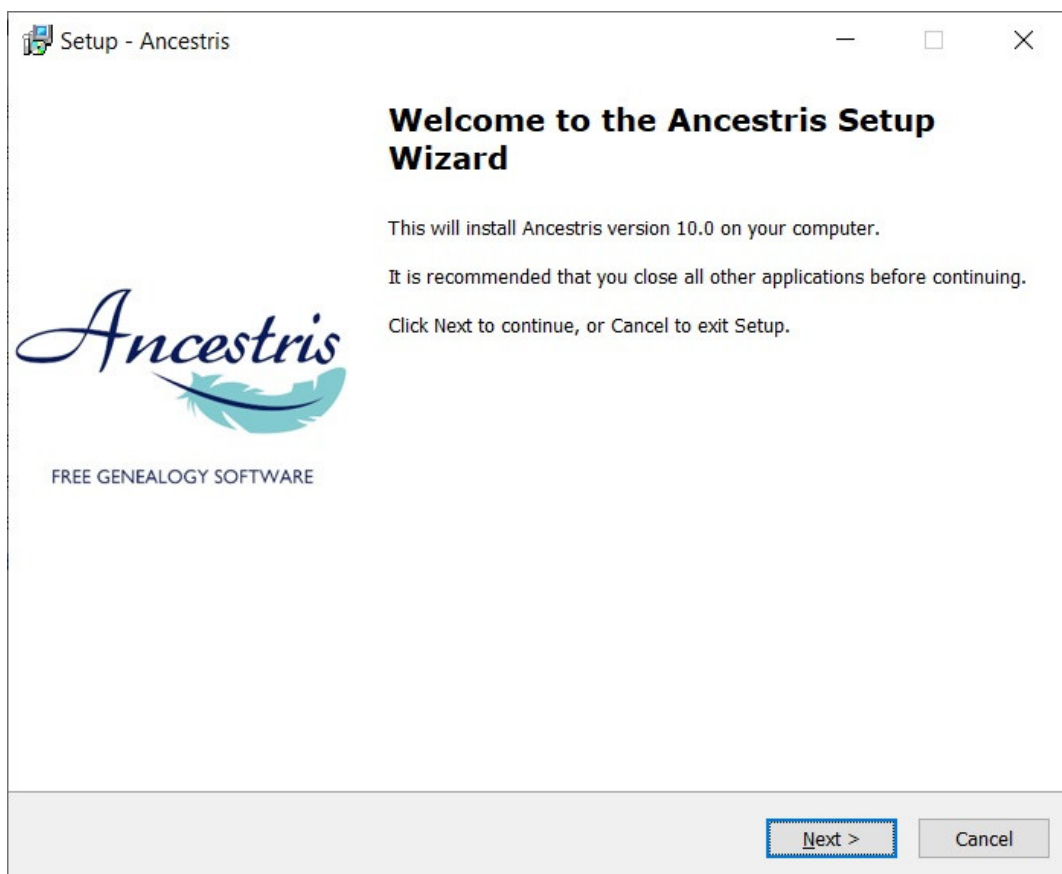 Setup - Ancestris
Welcome to the Ancestris Setup
Wizard
This will install Ancestris version 10.0 on your computer.
It is recommended that you close all other applications before continuing.
Click Next to continue, or Cancel to exit Setup.
Ancestris
FREE GENEALOGY SOFTWARE
Next >
Cancel